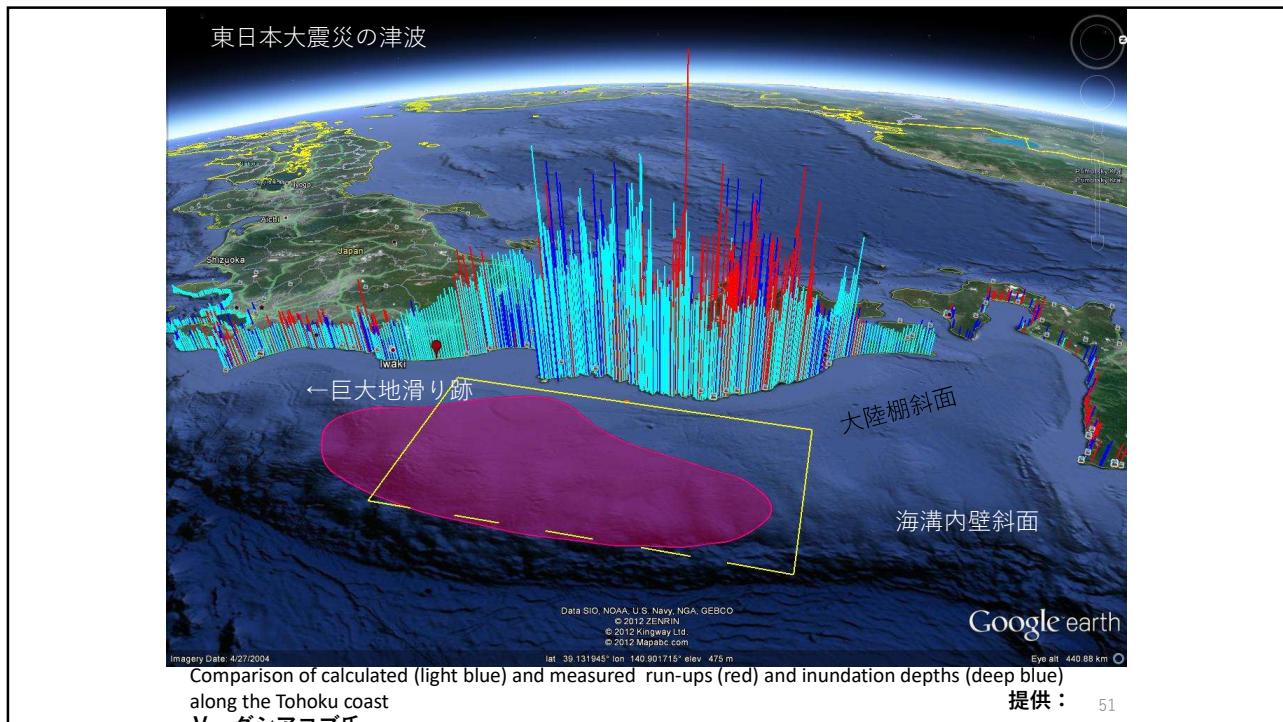 東日本大震災の津波
Hyogo
Aichi
Japan
Shizuoka
Iwaki
←巨大地滑り跡
大陸棚斜面
海溝内壁斜面
Data SIO, NOAA, U.S. Navy, NGA, GEBCO
© 2012 ZENRIN
© 2012 Kingway Ltd.
© 2012 Mapabc.com
Google earth
Imagery Date: 4/27/2004 lat 39.131945° lon 140.901715° elev 475 m Eye alt 440.88 km
Comparison of calculated (light blue) and measured run-ups (red) and inundation depths (deep blue)
along the Tohoku coast
提供：
51